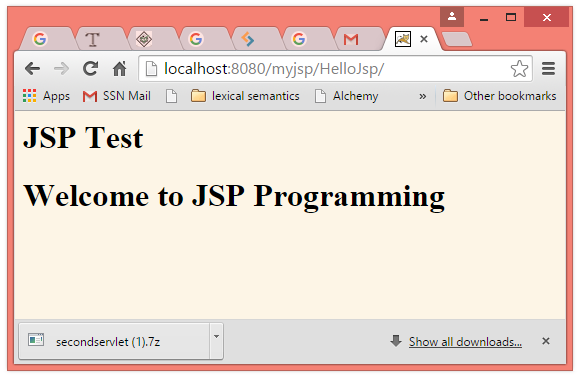 localhost:8080/myjsp/HelloJsp/
Apps SSN Mail lexical semantics Alchemy » Other bookmarks
JSP Test
Welcome to JSP Programming
secondservlet (1).7z Show all downloads...